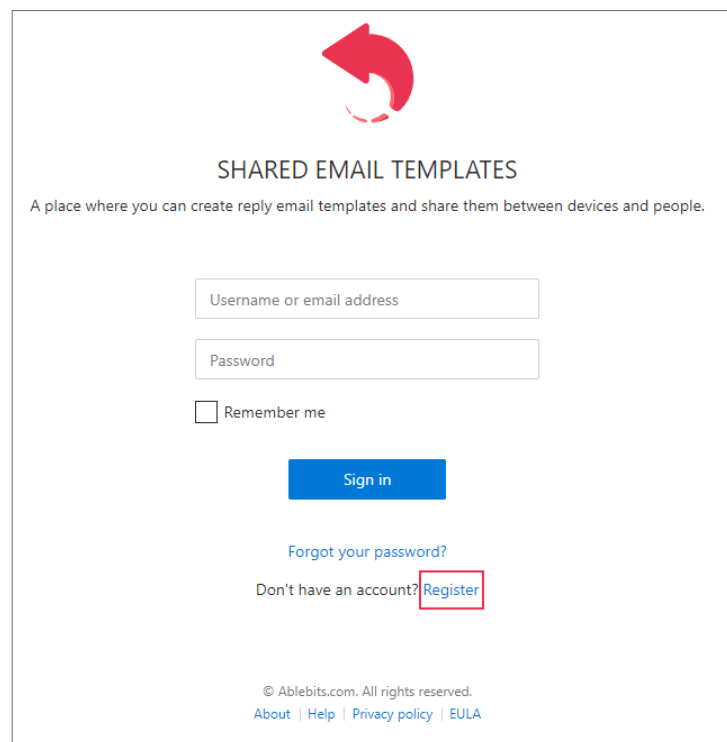 SHARED EMAIL TEMPLATES
A place where you can create reply email templates and share them between devices and people.
Username or email address
Password
Remember me
Sign in
Forgot your password?
Don't have an account? Register
© Ablebits.com. All rights reserved.
About | Help | Privacy policy | EULA